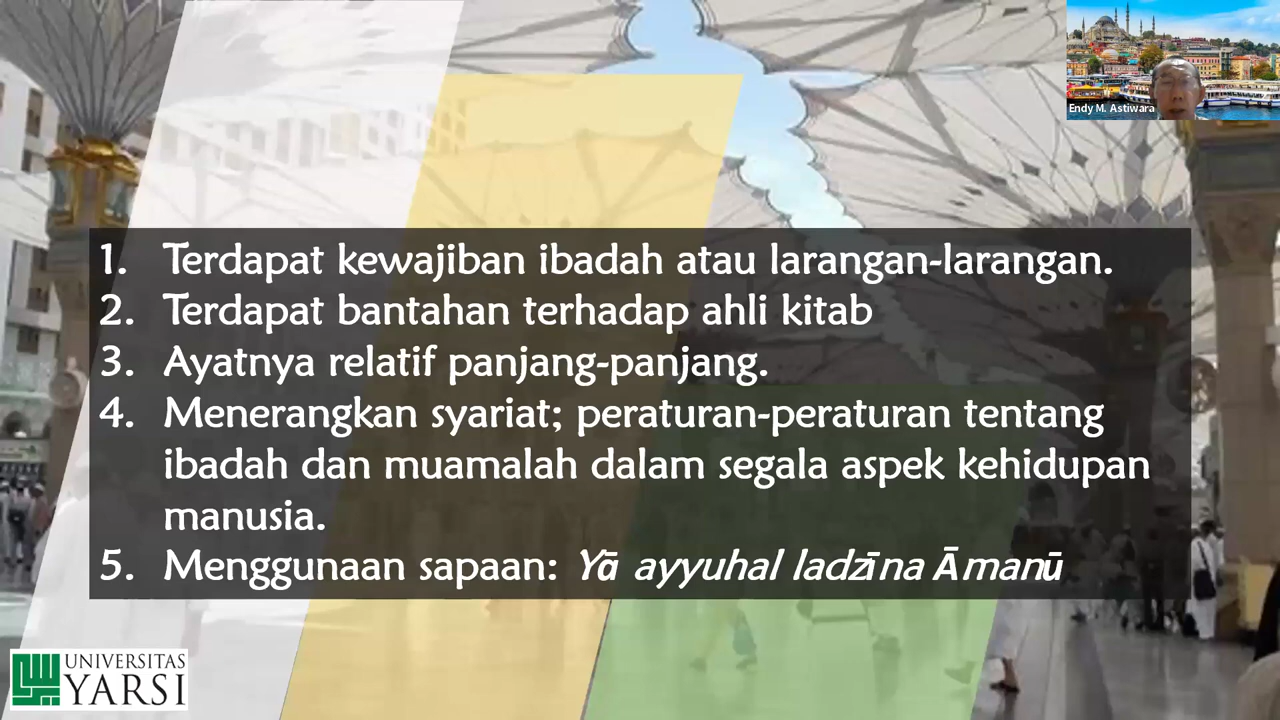 Endy M. Astiwara
1. Terdapat kewajiban ibadah atau larangan-larangan.
2. Terdapat bantahan terhadap ahli kitab
3. Ayatnya relatif panjang-panjang.
4. Menerangkan syariat; peraturan-peraturan tentang
ibadah dan muamalah dalam segala aspek kehidupan
manusia.
5. Menggunaan sapaan: Yā ayyuhal ladzīna Āmanū
UNIVERSITAS
YARSI